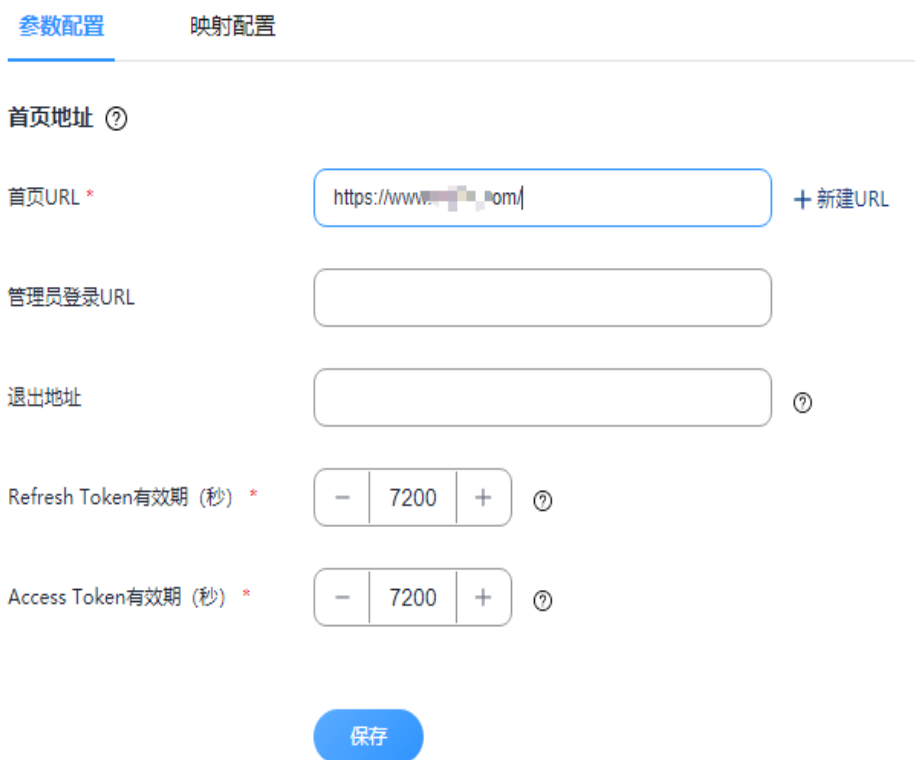 参数配置 映射配置
首页地址 ?
首页URL * https://www. om/ +新建URL
管理员登录URL
退出地址 ?
Refresh Token有效期（秒） * － 7200 + ?
Access Token有效期（秒） * － 7200 + ?
保存